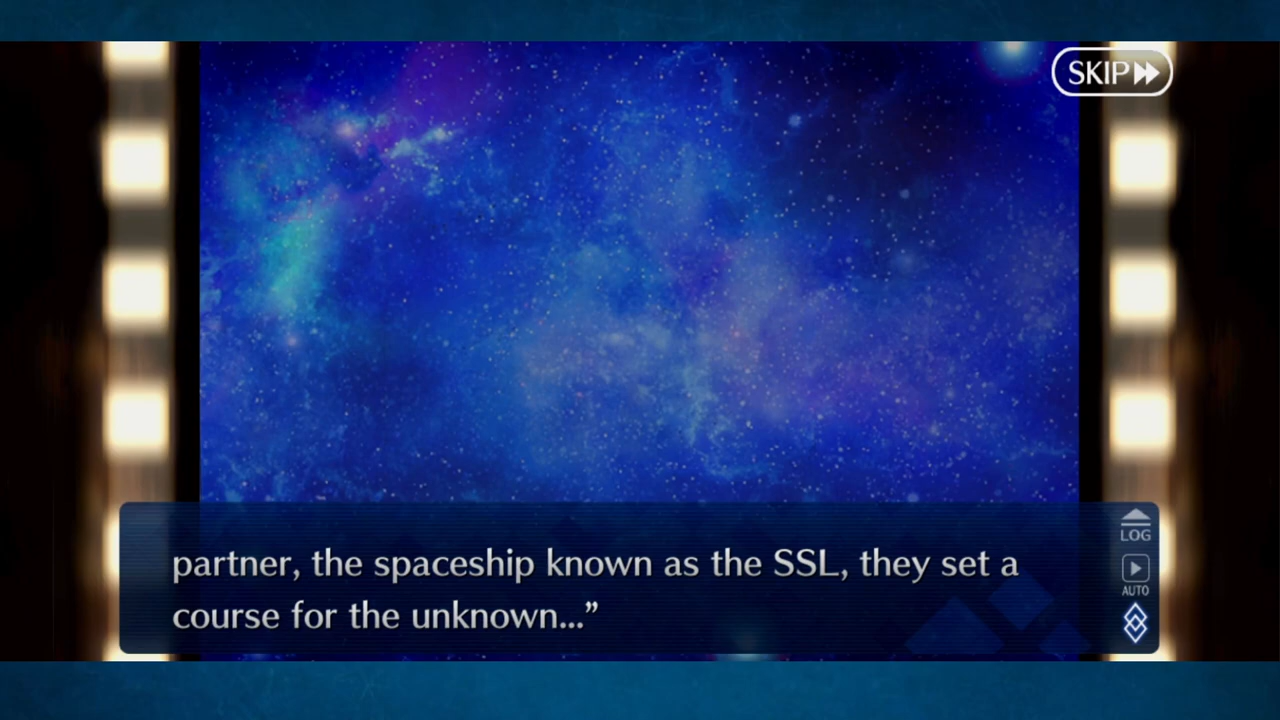 SKIP
partner, the spaceship known as the SSL, they set a
course for the unknown...”
LOG
AUTO